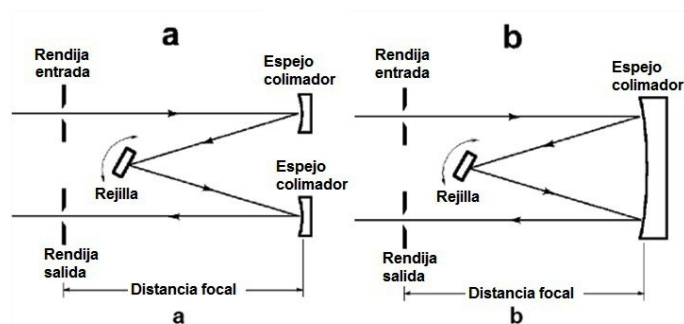 a
Rendija
entrada
Espejo
colimador
Rejilla
Espejo
colimador
Rendija
salida
Distancia focal
a
b
Rendija
entrada
Espejo
colimador
Rejilla
Rendija
salida
Distancia focal
b